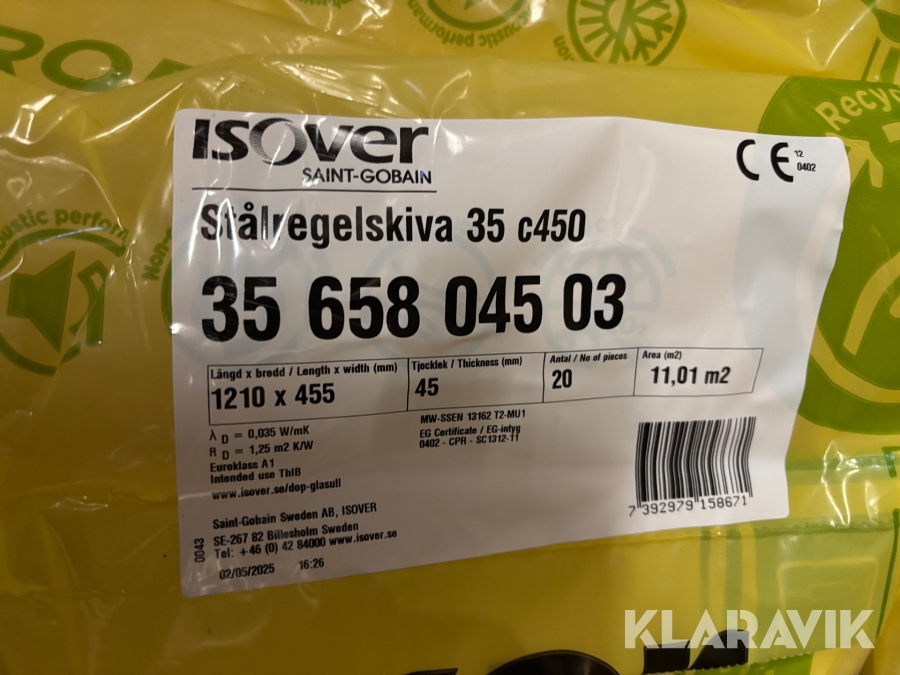 ROD
acoustic performan
Recyc
ISOVER
SAINT-GOBAIN
CE 12
0402
Stålregelskiva 35 c450
35 658 045 03
Längd x bredd / Length x width (mm)
1210 x 455
Tjocklek / Thickness (mm)
45
Antal / No of pieces
20
Area (m2)
11,01 m2
λ D = 0,035 W/mK
R D = 1,25 m2 K/W
Euroklass A1
Intended use ThIB
www.isover.se/dop-glasull
MW-SSEN 13162 T2-MU1
EG Certificate / EG-intyg
0402 - CPR - SC1312-11
7 392979 158671
Saint-Gobain Sweden AB, ISOVER
SE-267 82 Billesholm Sweden
Tel: +46 (0) 42 84000 www.isover.se
02/05/2025 16:26
0043
KLARAVIK